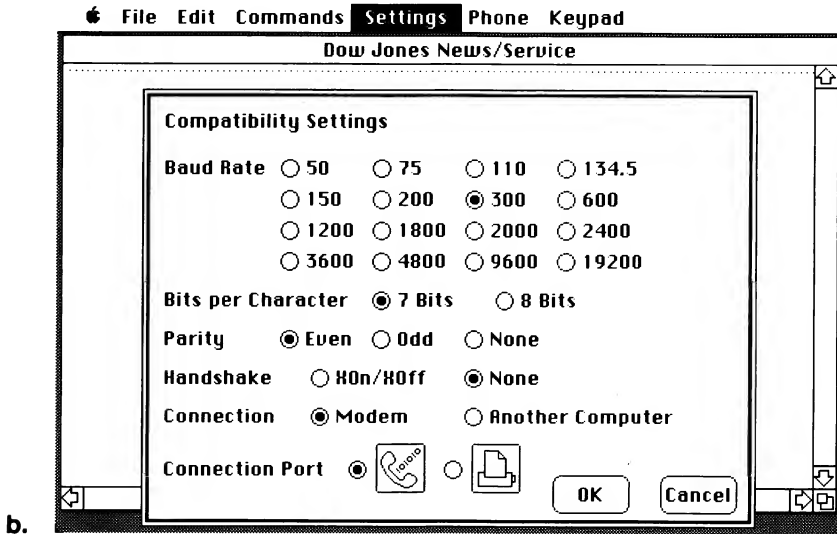 File Edit Commands Settings Phone Keypad
Dow Jones News/Service
Compatibility Settings
Baud Rate 50 75 110 134.5
150 200 300 600
1200 1800 2000 2400
3600 4800 9600 19200
Bits per Character 7 Bits 8 Bits
Parity Even Odd None
Handshake XOn/XOff None
Connection Modem Another Computer
Connection Port
OK Cancel
b.